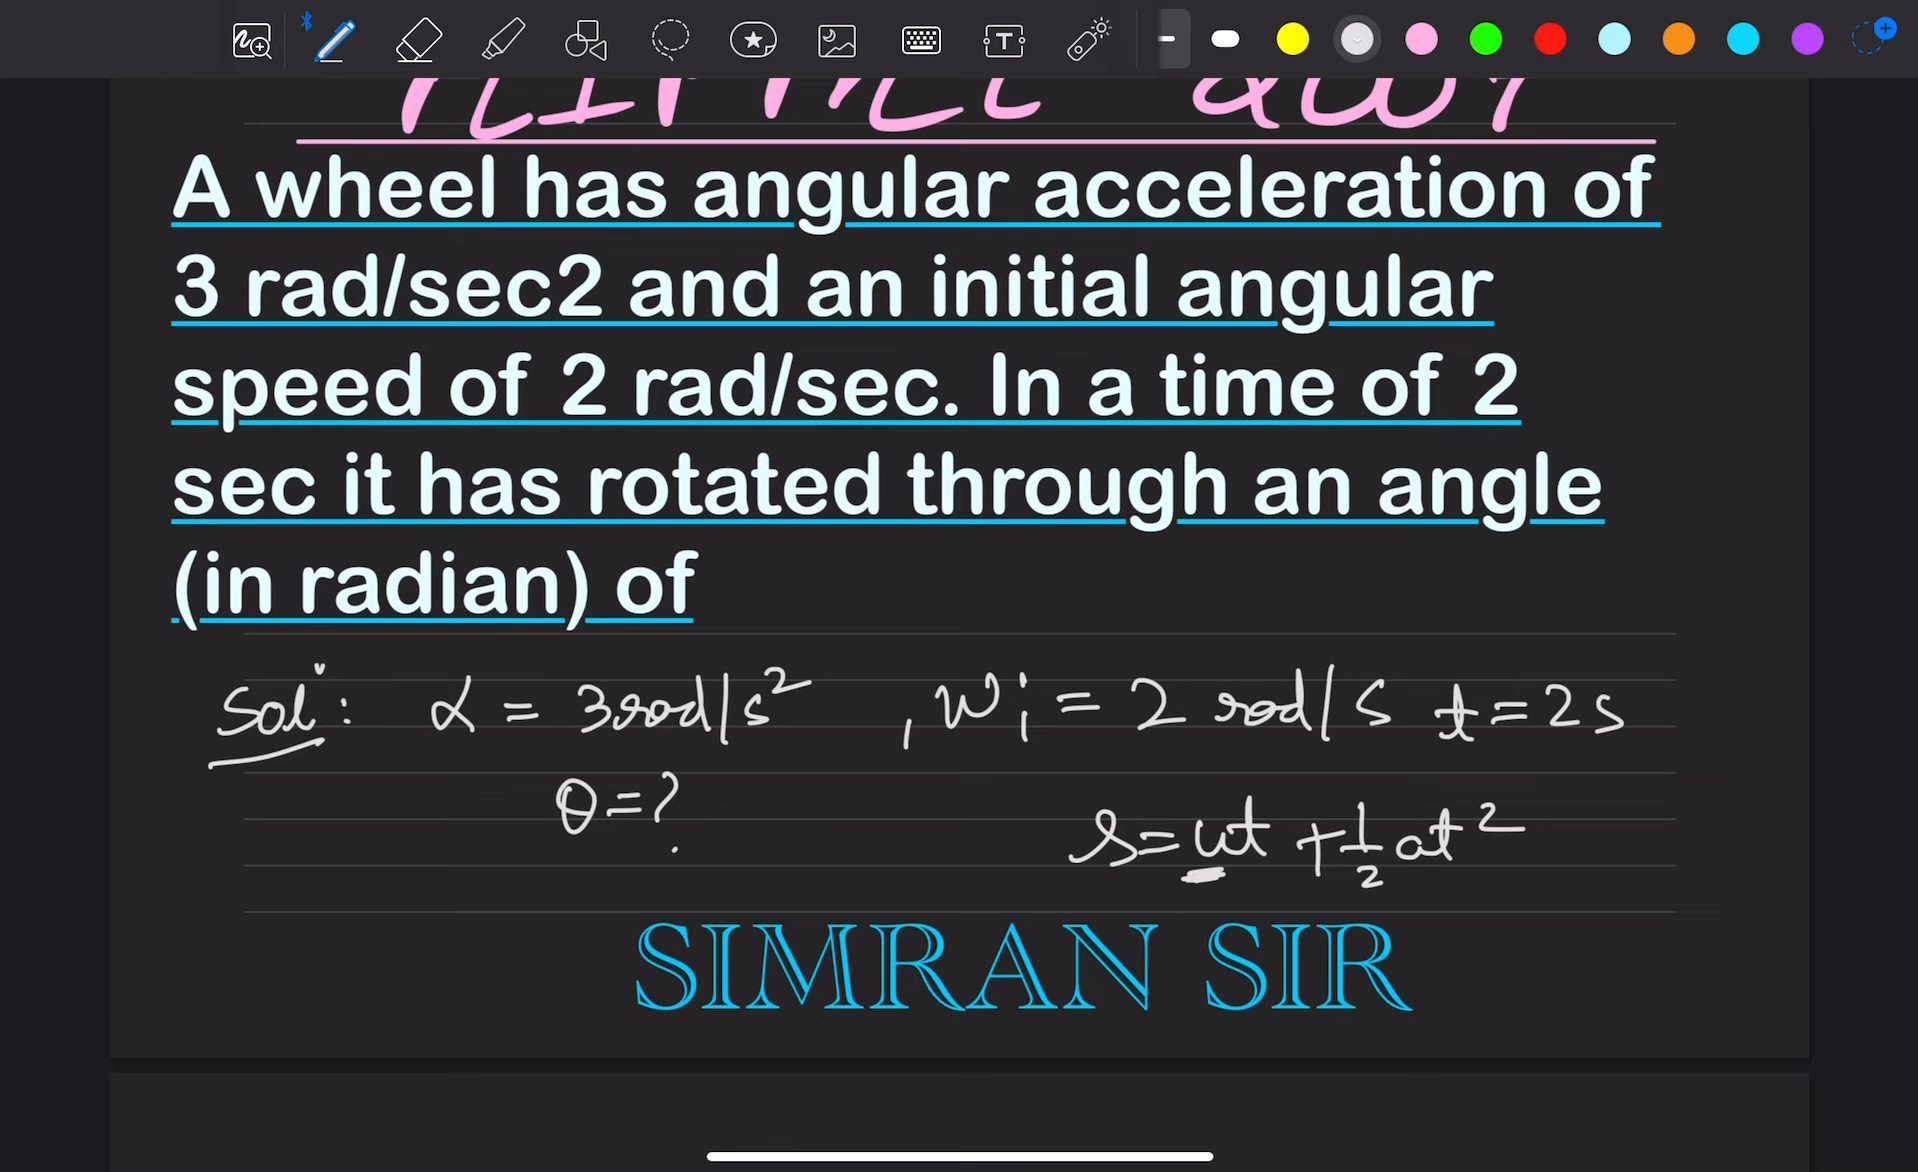 A wheel has angular acceleration of
3 rad/sec2 and an initial angular
speed of 2 rad/sec. In a time of 2
sec it has rotated through an angle
(in radian) of
Sol: α = 3 rad/s² , ωi = 2 rad/s t = 2s
θ = ?
S = ut + 1/2 at²
SIMRAN SIR